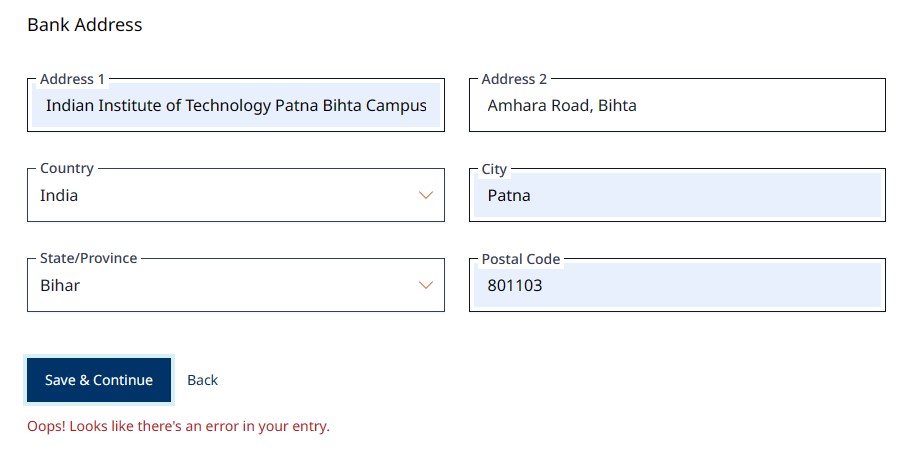 Bank Address
Address 1
Indian Institute of Technology Patna Bihta Campus
Address 2
Amhara Road, Bihta
Country
India
City
Patna
State/Province
Bihar
Postal Code
801103
Save & Continue
Back
Oops! Looks like there's an error in your entry.